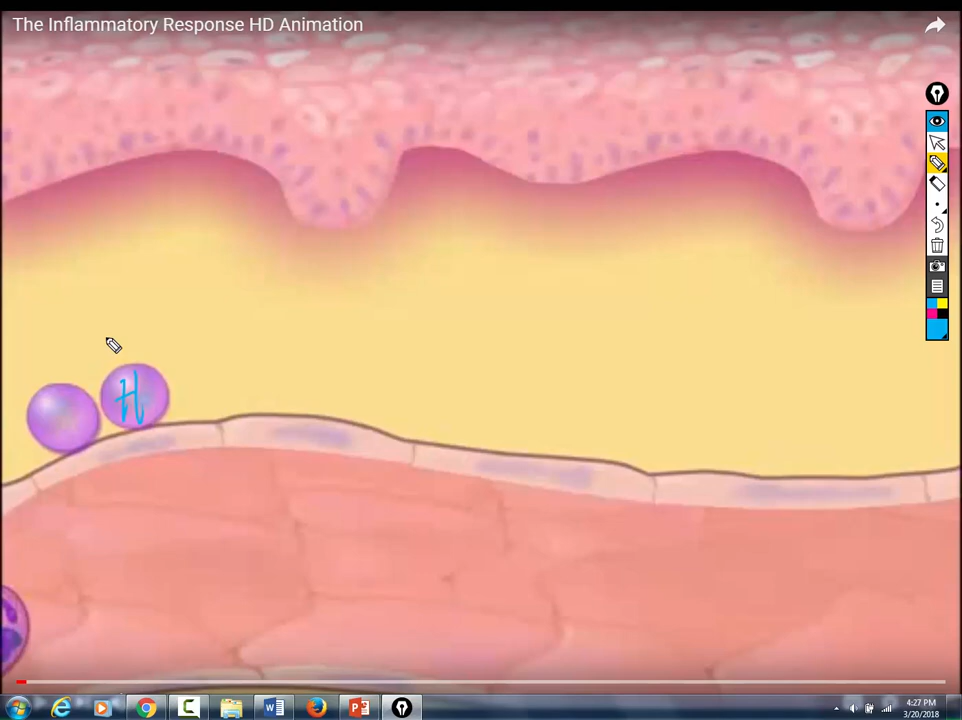 The Inflammatory Response HD Animation
H
4:27 PM
3/20/2018